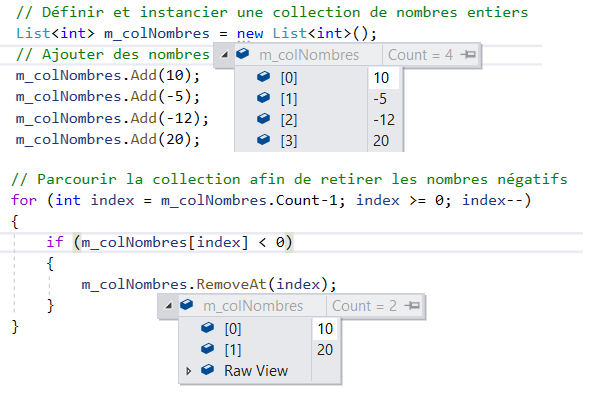 // Définir et instancier une collection de nombres entiers
List<int> m_colNombres = new List<int>();
// Ajouter des nombres
m_colNombres Count = 4
m_colNombres.Add(10); [0] 10
m_colNombres.Add(-5); [1] -5
m_colNombres.Add(-12); [2] -12
m_colNombres.Add(20); [3] 20
// Parcourir la collection afin de retirer les nombres négatifs
for (int index = m_colNombres.Count-1; index >= 0; index--)
{
if (m_colNombres[index] < 0)
{
m_colNombres.RemoveAt(index);
}
m_colNombres Count = 2
}
[0] 10
[1] 20
Raw View